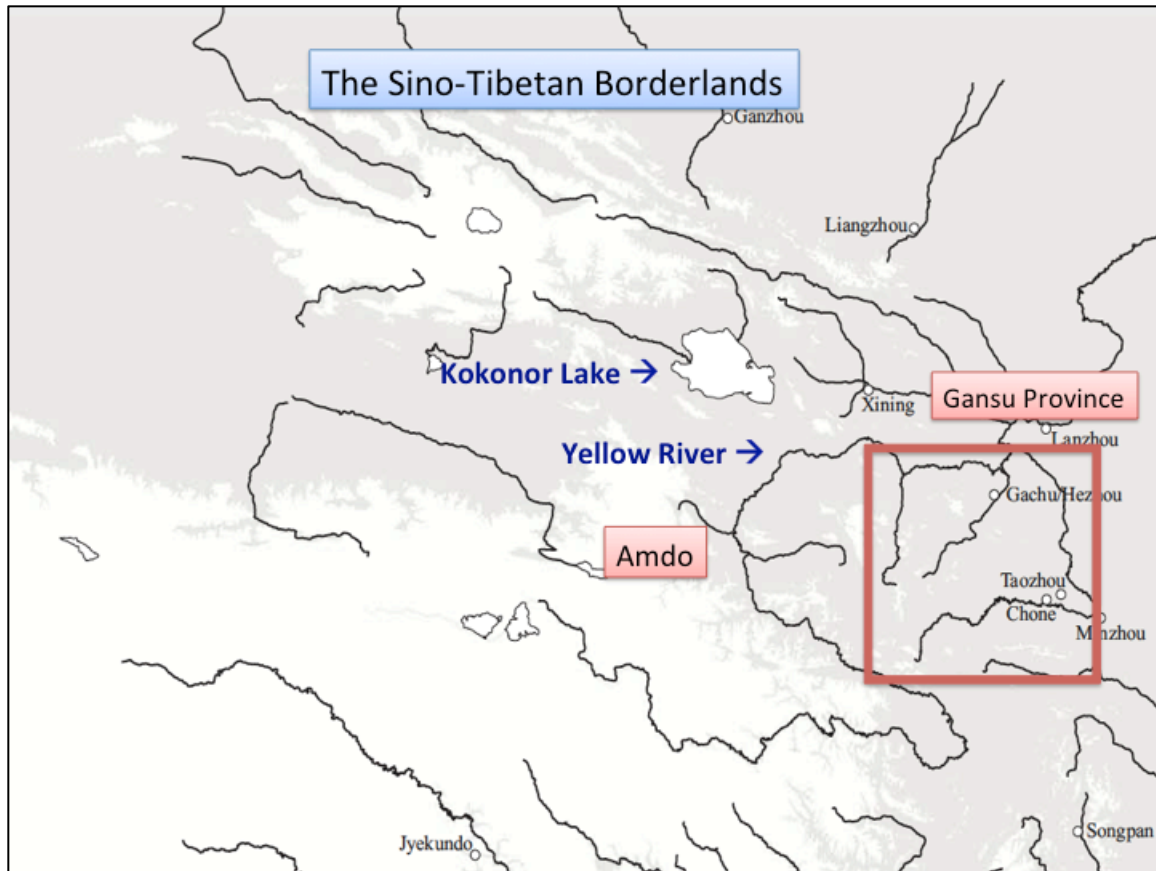 The Sino-Tibetan Borderlands
Ganzhou
Liangzhou
Kokonor Lake →
Xining
Gansu Province
Lanzhou
Yellow River →
Gachu/Hezhou
Amdo
Taozhou
Chone
Minzhou
Songpan
Jyekundo